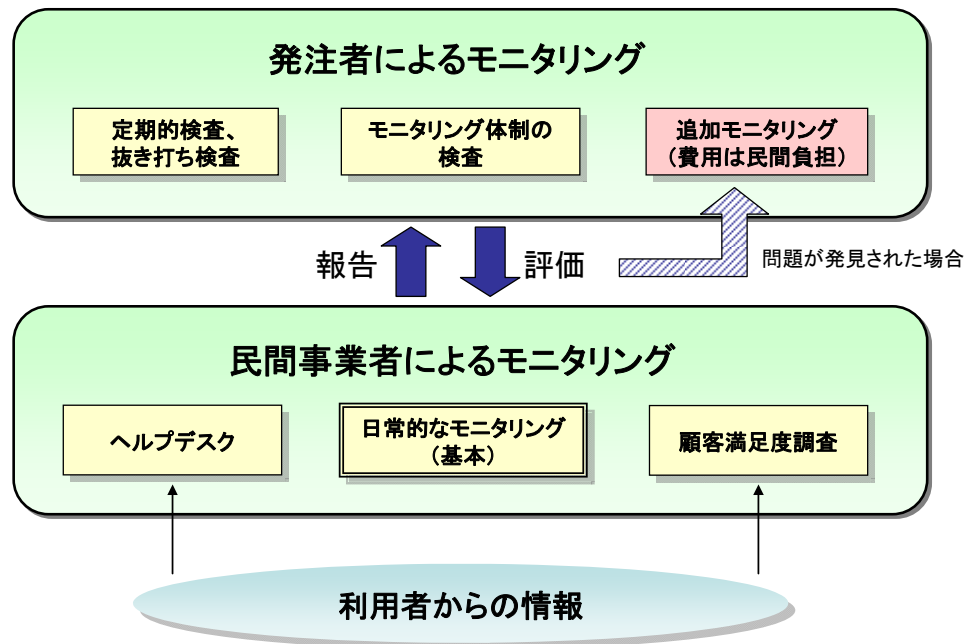 発注者によるモニタリング
定期的検査、
抜き打ち検査
モニタリング体制の
検査
追加モニタリング
（費用は民間負担）
報告
評価
問題が発見された場合
民間事業者によるモニタリング
ヘルプデスク
日常的なモニタリング
（基本）
顧客満足度調査
利用者からの情報